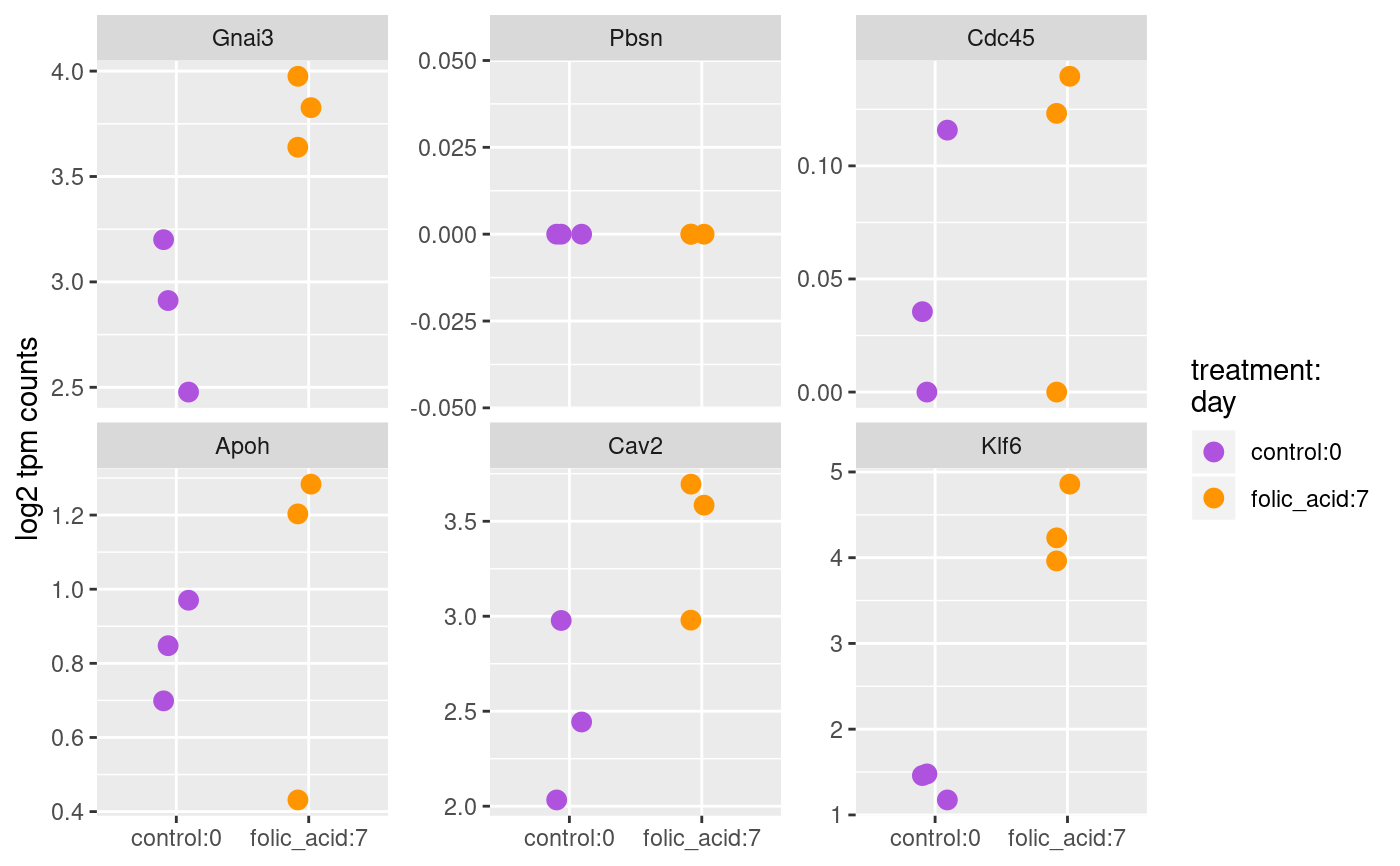 Gnai3
Pbsn
Cdc45
4.0
3.5
3.0
2.5
0.050
0.025
0.000
-0.025
-0.050
0.10
0.05
0.00
log2 tpm counts
Apoh
Cav2
Klf6
1.2
1.0
0.8
0.6
0.4
3.5
3.0
2.5
2.0
5
4
3
2
1
control:0 folic_acid:7
control:0 folic_acid:7
control:0 folic_acid:7
treatment:
day
control:0
folic_acid:7